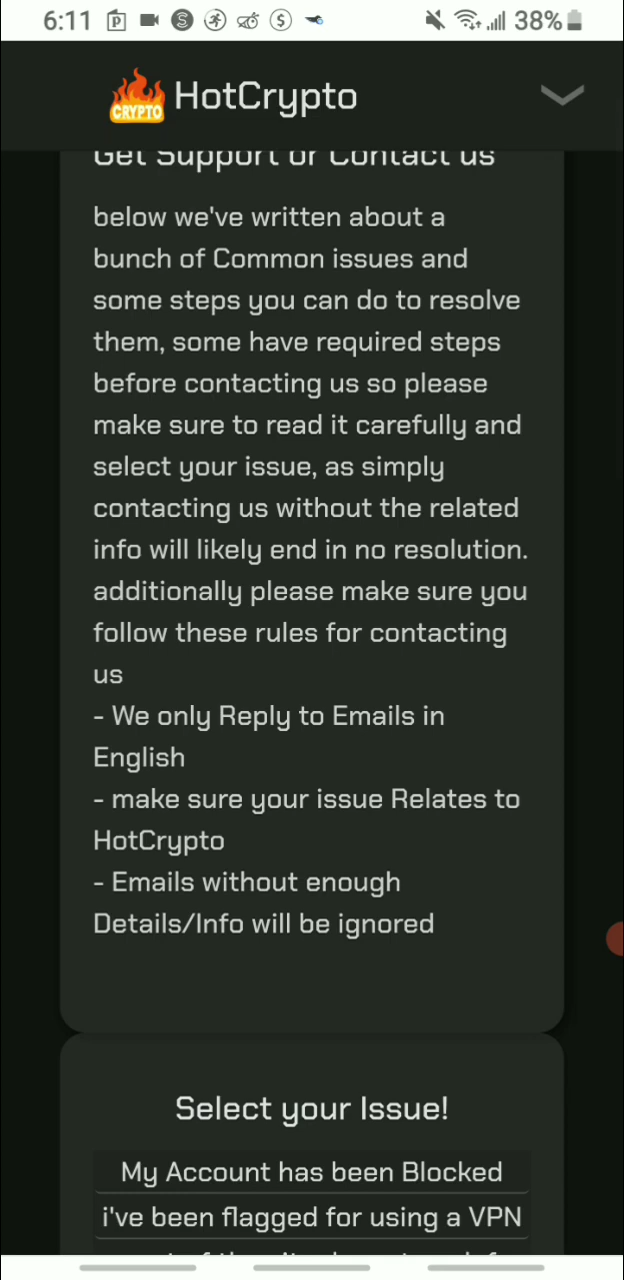 6:11
38%
CRYPTO
HotCrypto
Get Support or Contact us
below we've written about a
bunch of Common issues and
some steps you can do to resolve
them, some have required steps
before contacting us so please
make sure to read it carefully and
select your issue, as simply
contacting us without the related
info will likely end in no resolution.
additionally please make sure you
follow these rules for contacting
us
- We only Reply to Emails in
English
- make sure your issue Relates to
HotCrypto
- Emails without enough
Details/Info will be ignored
Select your Issue!
My Account has been Blocked
i've been flagged for using a VPN